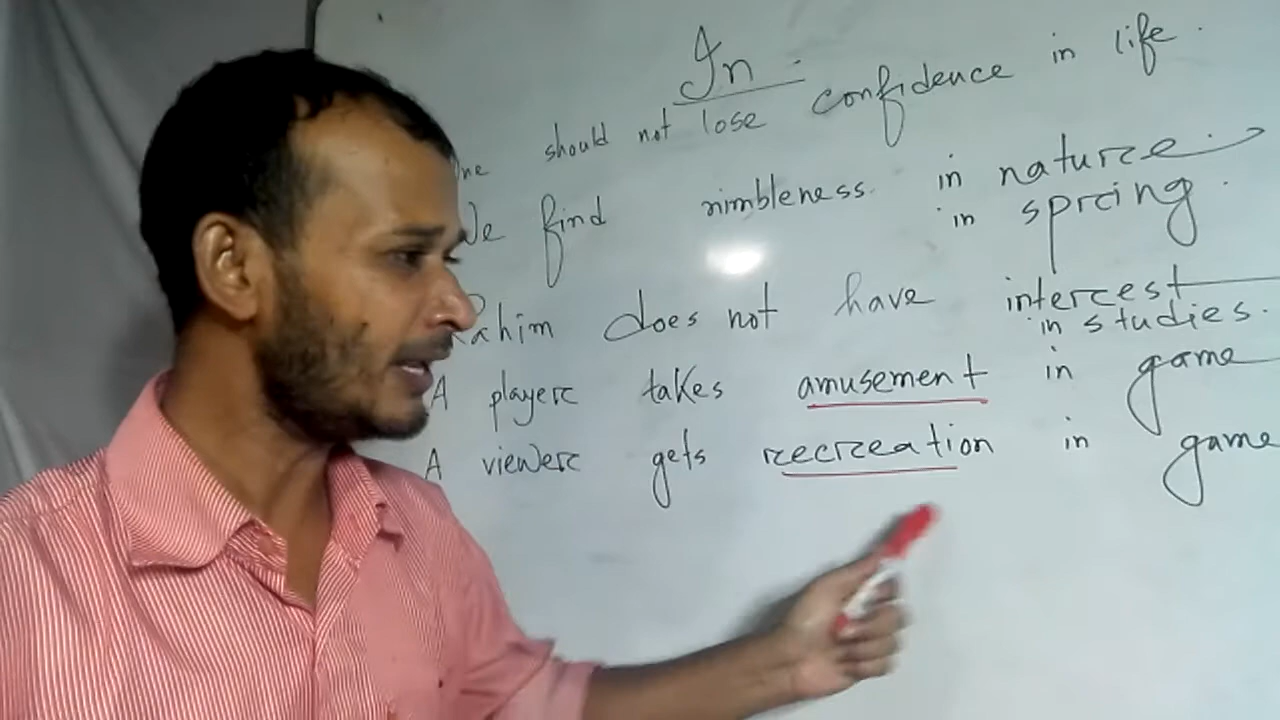 In
One should not lose confidence in life.
We find nimbleness in nature
in spring.
Rahim does not have interest
in studies.
A player takes amusement in game
A viewer gets recreation in game